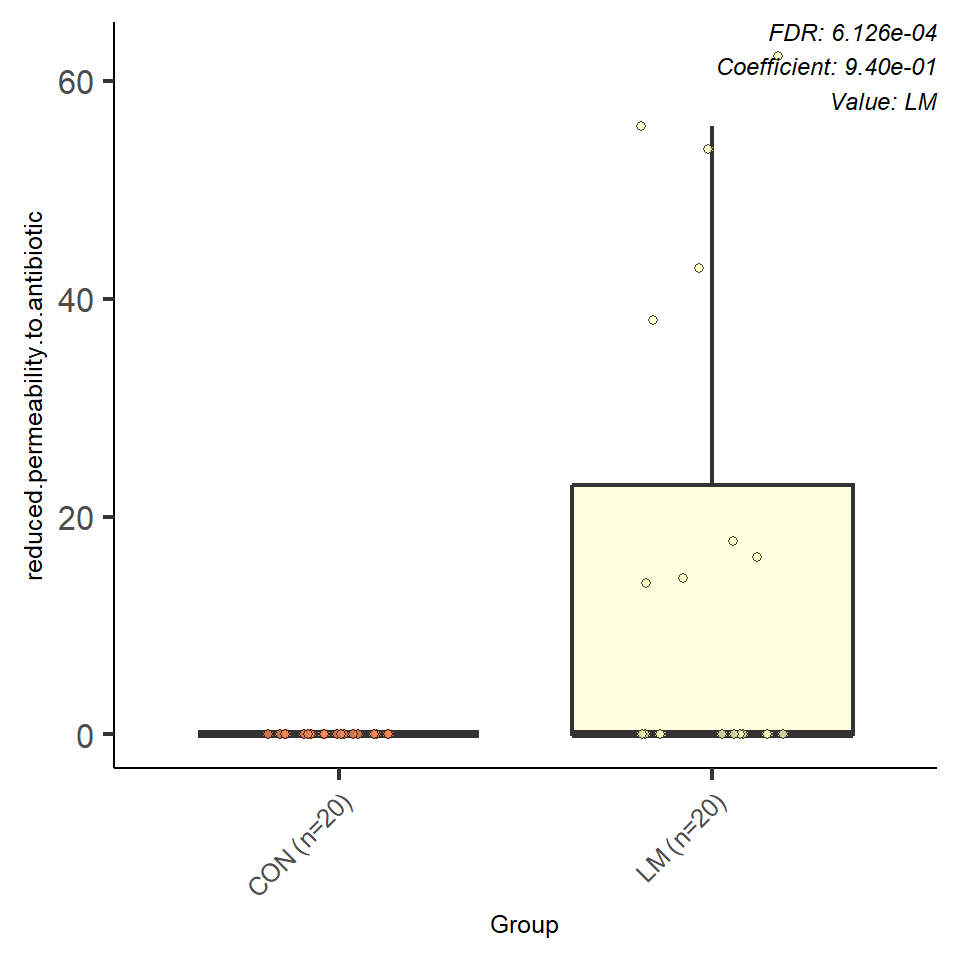 FDR: 6.126e-04
Coefficient: 9.40e-01
Value: LM
reduced.permeability.to.antibiotic
60
40
20
0
CON (n=20)
LM (n=20)
Group